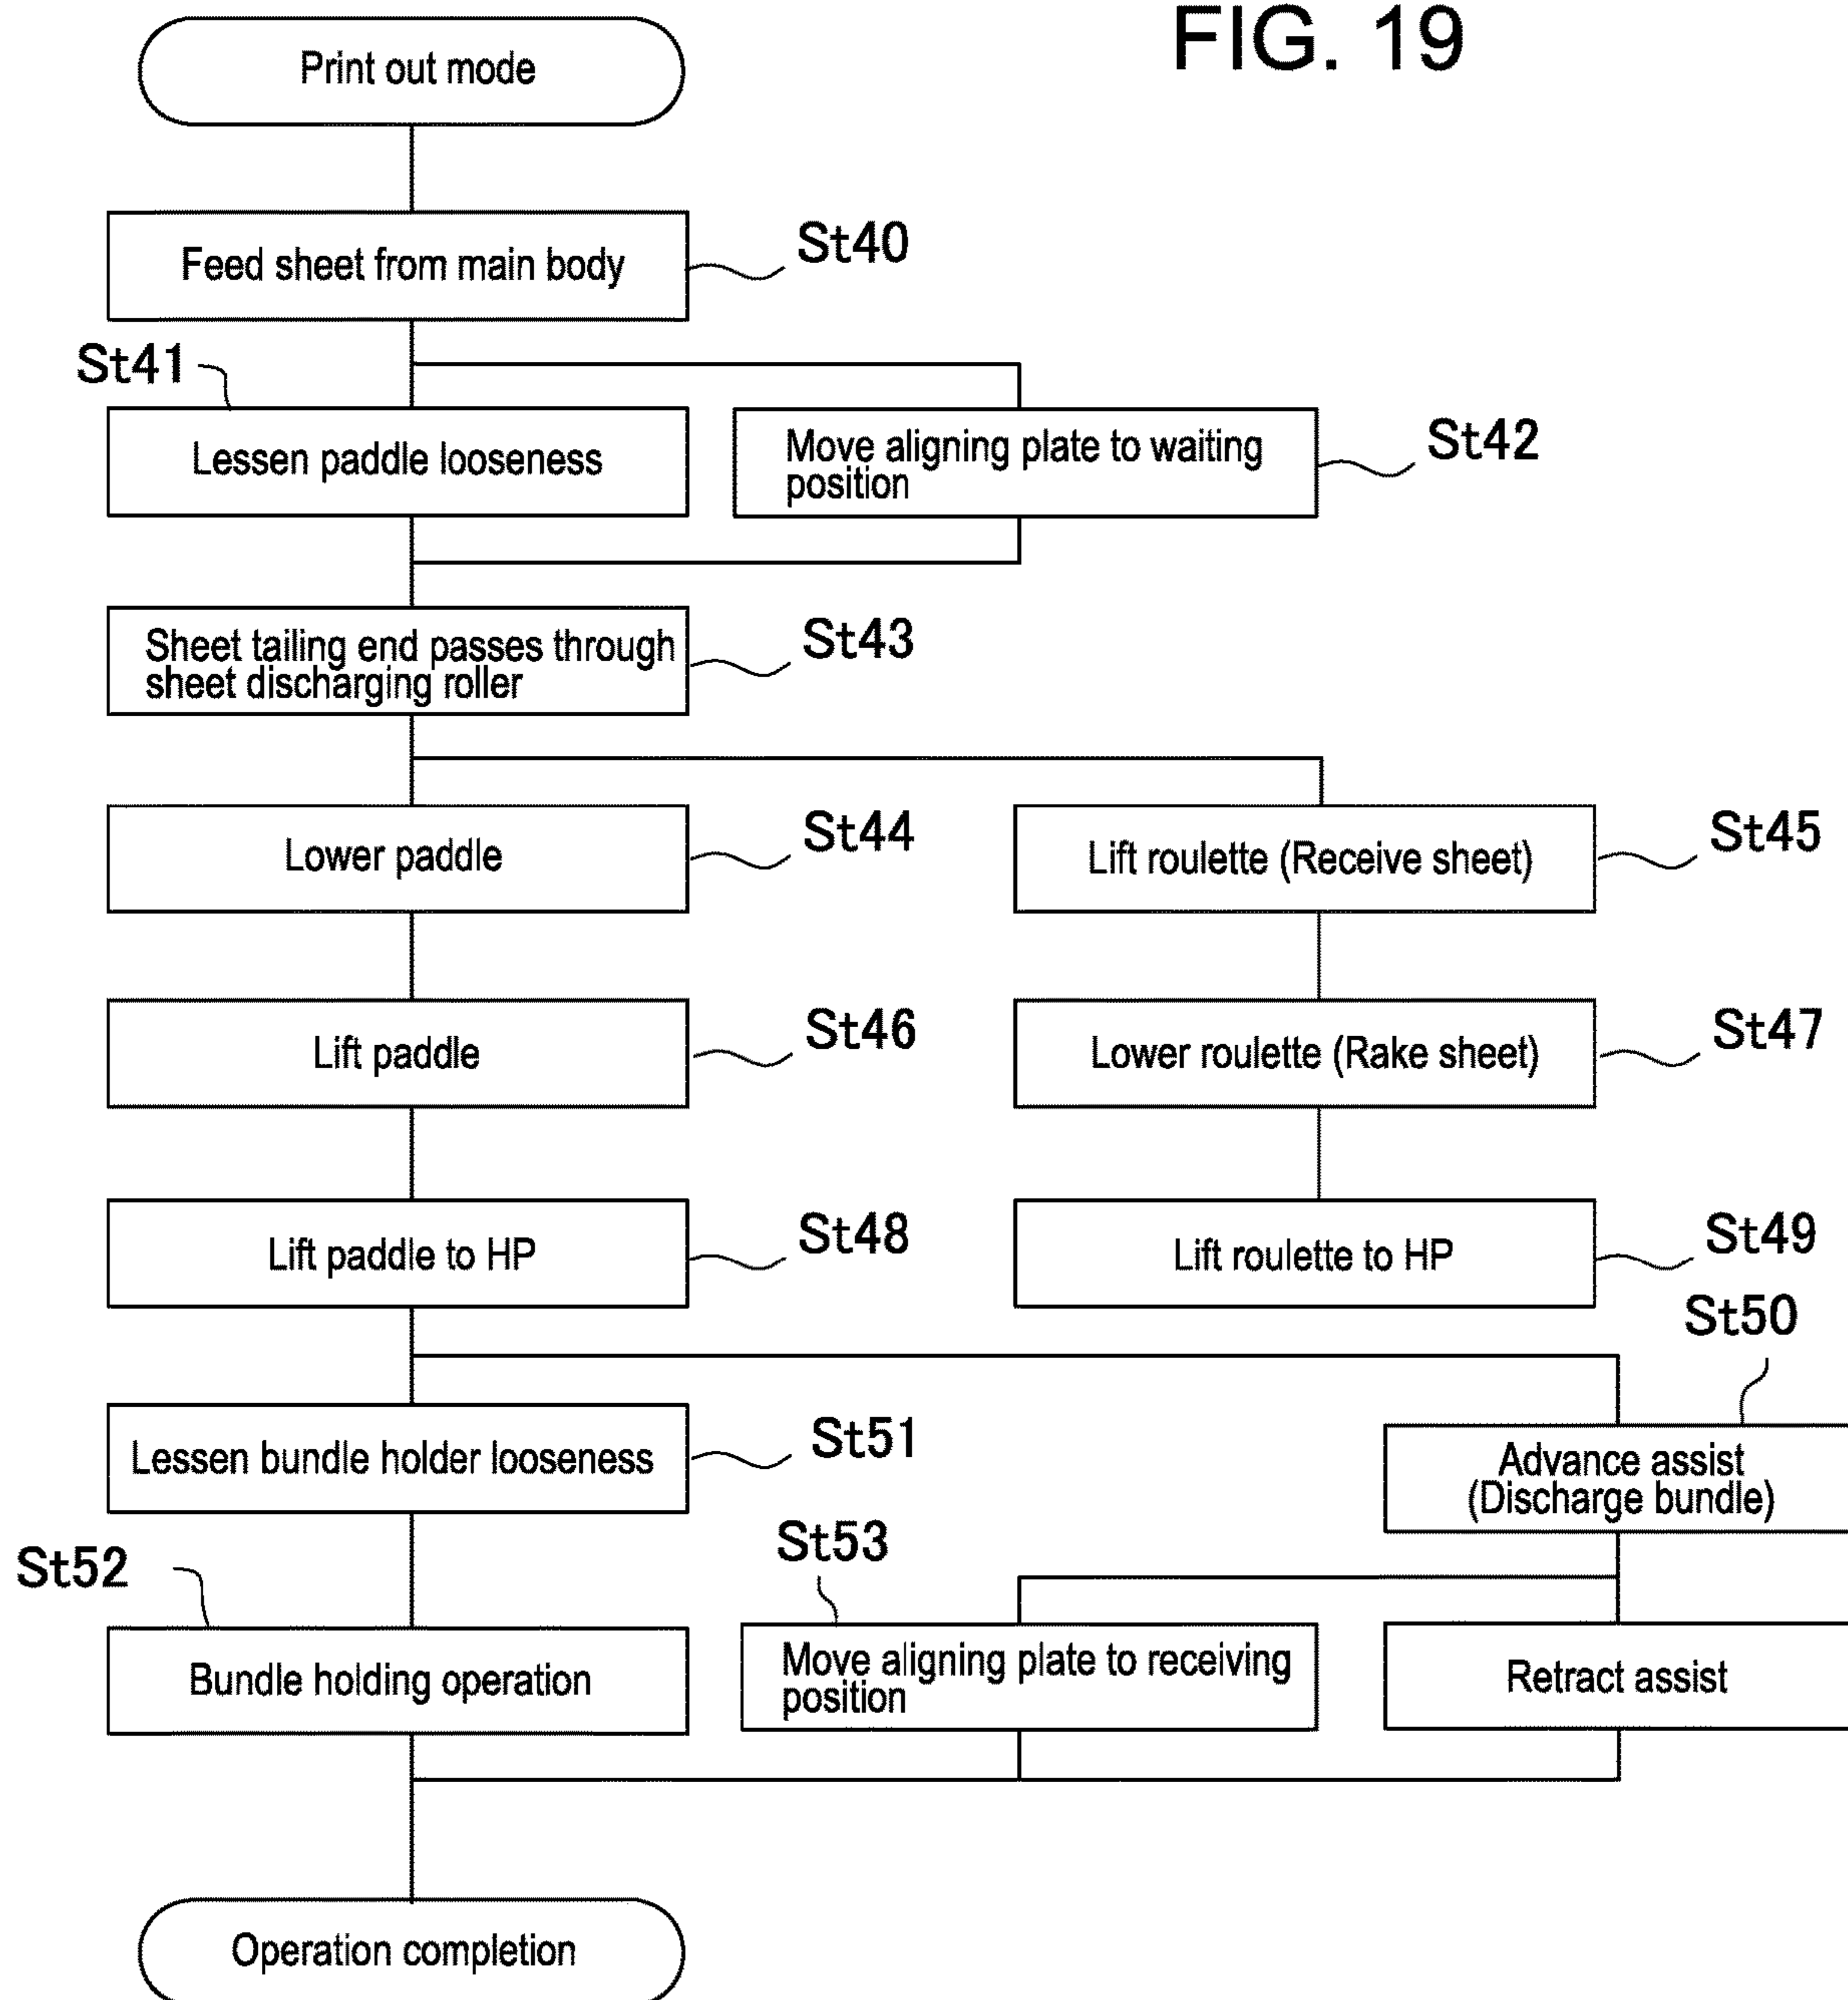 FIG. 19
Print out mode
Feed sheet from main body
St40
St41
Lessen paddle looseness
Move aligning plate to waiting
position
St42
Sheet tailing end passes through
sheet discharging roller
St43
Lower paddle
St44
Lift roulette (Receive sheet)
St45
Lift paddle
St46
Lower roulette (Rake sheet)
St47
Lift paddle to HP
St48
Lift roulette to HP
St49
St50
Lessen bundle holder looseness
St51
Advance assist
(Discharge bundle)
St52
Bundle holding operation
St53
Move aligning plate to receiving
position
Retract assist
Operation completion